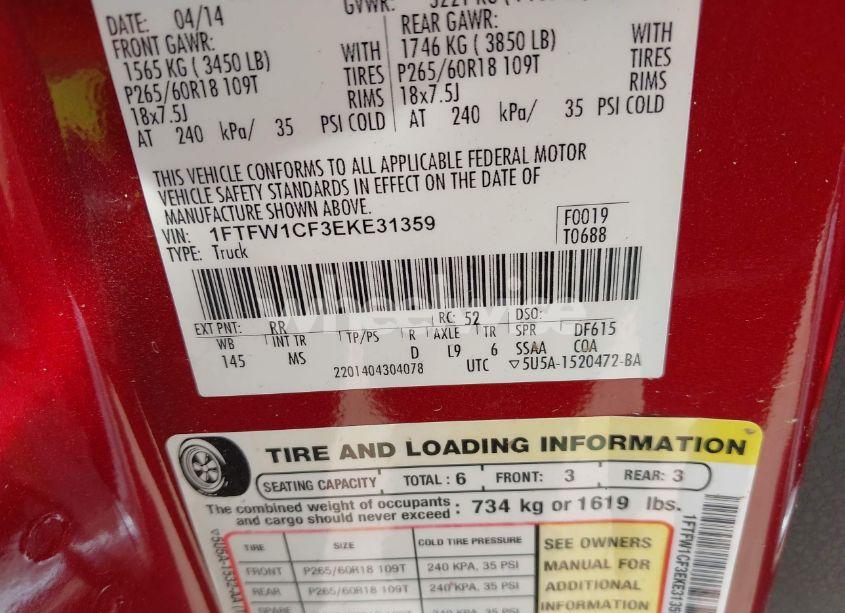 DATE: 04/14
GVWR:
FRONT GAWR:
1565 KG ( 3450 LB) WITH
P265/60R18 109T TIRES
18x7.5J RIMS
AT 240 kPa/ 35 PSI COLD
REAR GAWR:
1746 KG ( 3850 LB) WITH
P265/60R18 109T TIRES
18x7.5J RIMS
AT 240 kPa/ 35 PSI COLD
THIS VEHICLE CONFORMS TO ALL APPLICABLE FEDERAL MOTOR
VEHICLE SAFETY STANDARDS IN EFFECT ON THE DATE OF
MANUFACTURE SHOWN ABOVE.
VIN: 1FTFW1CF3EKE31359 F0019
TYPE: Truck T0688
wheelwise
EXT PNT: RR RC: 52 DSO:
WB INT TR TP/PS R AXLE TR SPR DF615
145 MS D L9 6 SSAA COA
2201404304078 UTC ▽5U5A-1520472-BA
TIRE AND LOADING INFORMATION
SEATING CAPACITY TOTAL : 6 FRONT: 3 REAR: 3
The combined weight of occupants : 734 kg or 1619 lbs.
and cargo should never exceed
TIRE SIZE COLD TIRE PRESSURE
FRONT P265/60R18 109T 240 KPA, 35 PSI
REAR P265/60R18 109T 240 KPA, 35 PSI
SPARE 240 KPA, 35 PSI
SEE OWNERS
MANUAL FOR
ADDITIONAL
INFORMATION